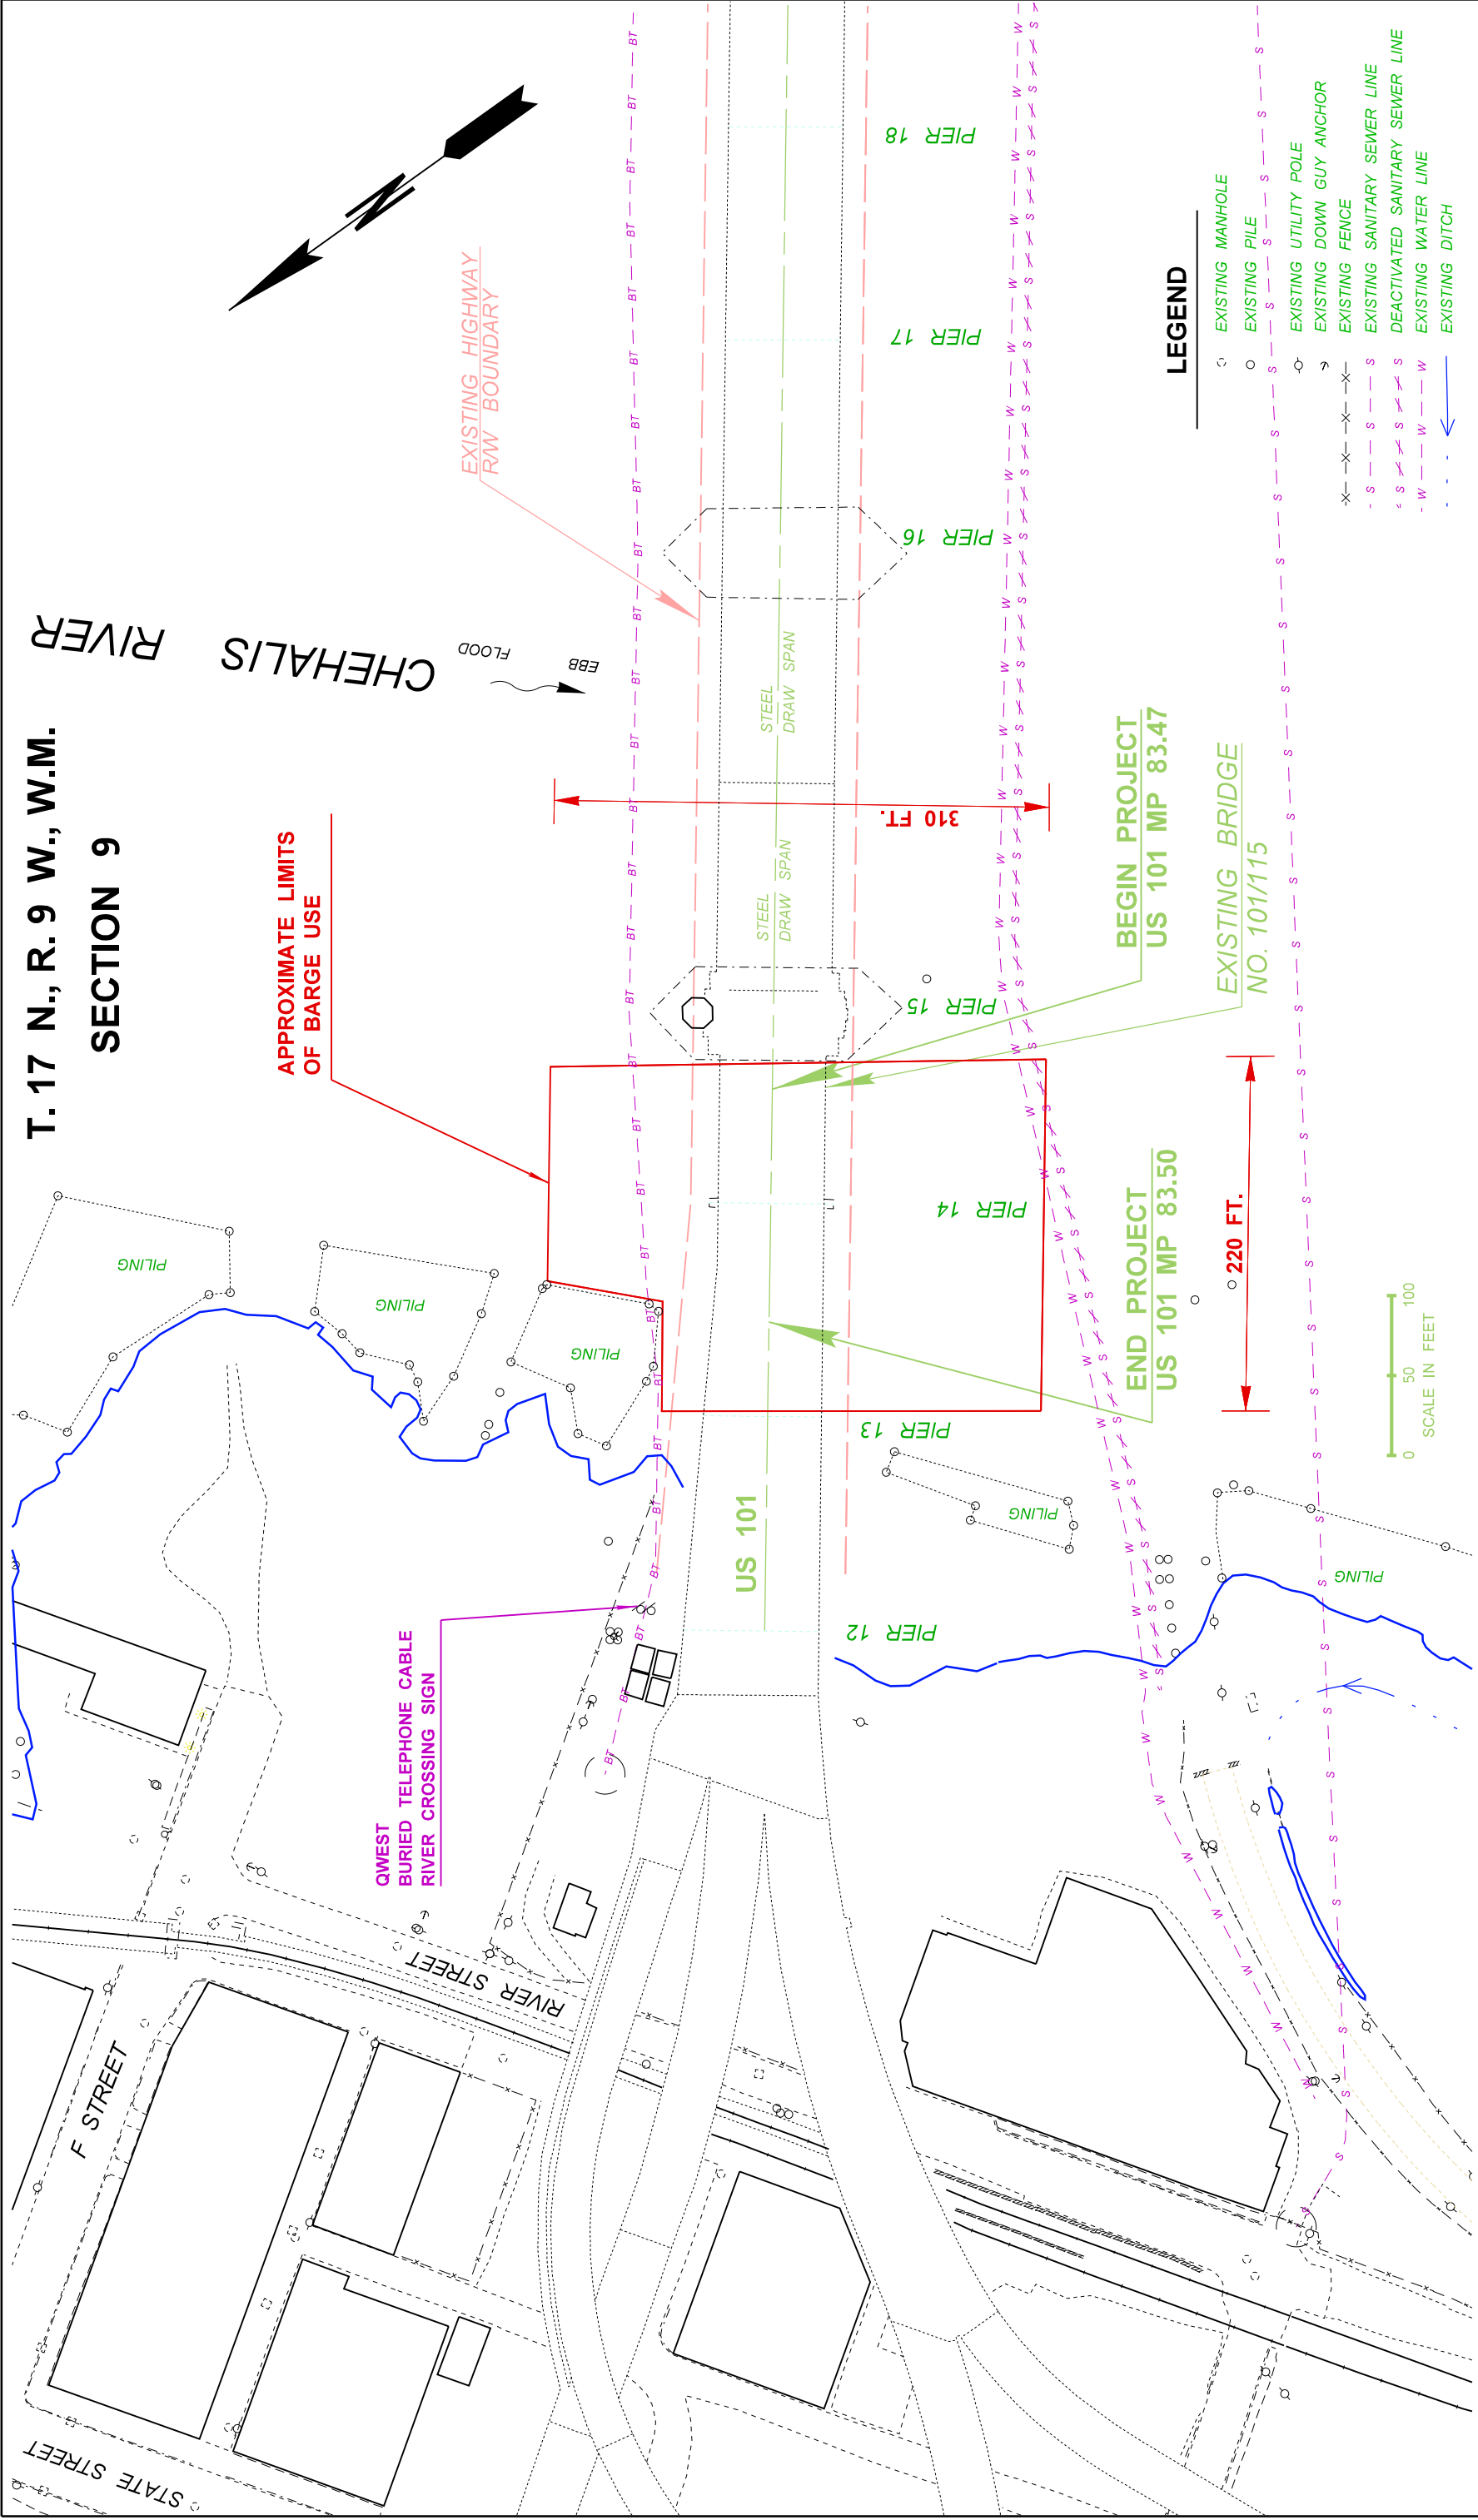 T. 17 N., R. 9 W., W.M.
SECTION 9
CHEHALIS RIVER
FLOOD
EBB
EXISTING HIGHWAY
R/W BOUNDARY
APPROXIMATE LIMITS
OF BARGE USE
QWEST
BURIED TELEPHONE CABLE
RIVER CROSSING SIGN
PILING
PILING
PILING
PILING
PILING
STATE STREET
F STREET
RIVER STREET
US 101
STEEL
DRAW SPAN
STEEL
DRAW SPAN
PIER 12
PIER 13
PIER 14
PIER 15
PIER 16
PIER 17
PIER 18
310 FT.
220 FT.
BEGIN PROJECT
US 101 MP 83.47
END PROJECT
US 101 MP 83.50
EXISTING BRIDGE
NO. 101/115
0 50 100
SCALE IN FEET
LEGEND
EXISTING MANHOLE
EXISTING PILE
EXISTING UTILITY POLE
EXISTING DOWN GUY ANCHOR
EXISTING FENCE
EXISTING SANITARY SEWER LINE
DEACTIVATED SANITARY SEWER LINE
EXISTING WATER LINE
EXISTING DITCH